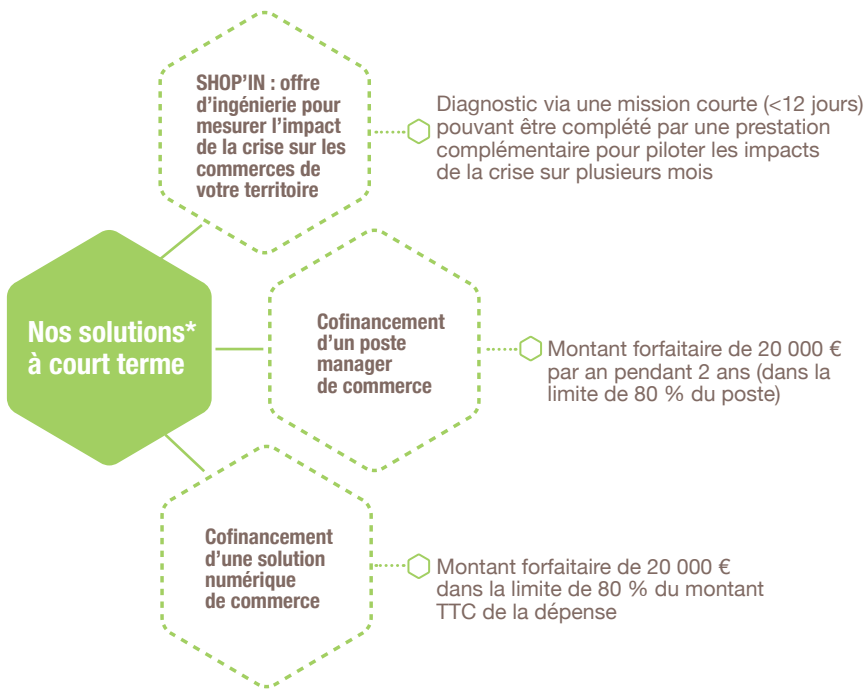 Nos solutions*
à court terme
SHOP’IN : offre
d’ingénierie pour
mesurer l’impact
de la crise sur les
commerces de
votre territoire
Diagnostic via une mission courte (<12 jours)
pouvant être complété par une prestation
complémentaire pour piloter les impacts
de la crise sur plusieurs mois
Cofinancement
d’un poste
manager
de commerce
Montant forfaitaire de 20 000 €
par an pendant 2 ans (dans la
limite de 80 % du poste)
Cofinancement
d’une solution
numérique
de commerce
Montant forfaitaire de 20 000 €
dans la limite de 80 % du montant
TTC de la dépense